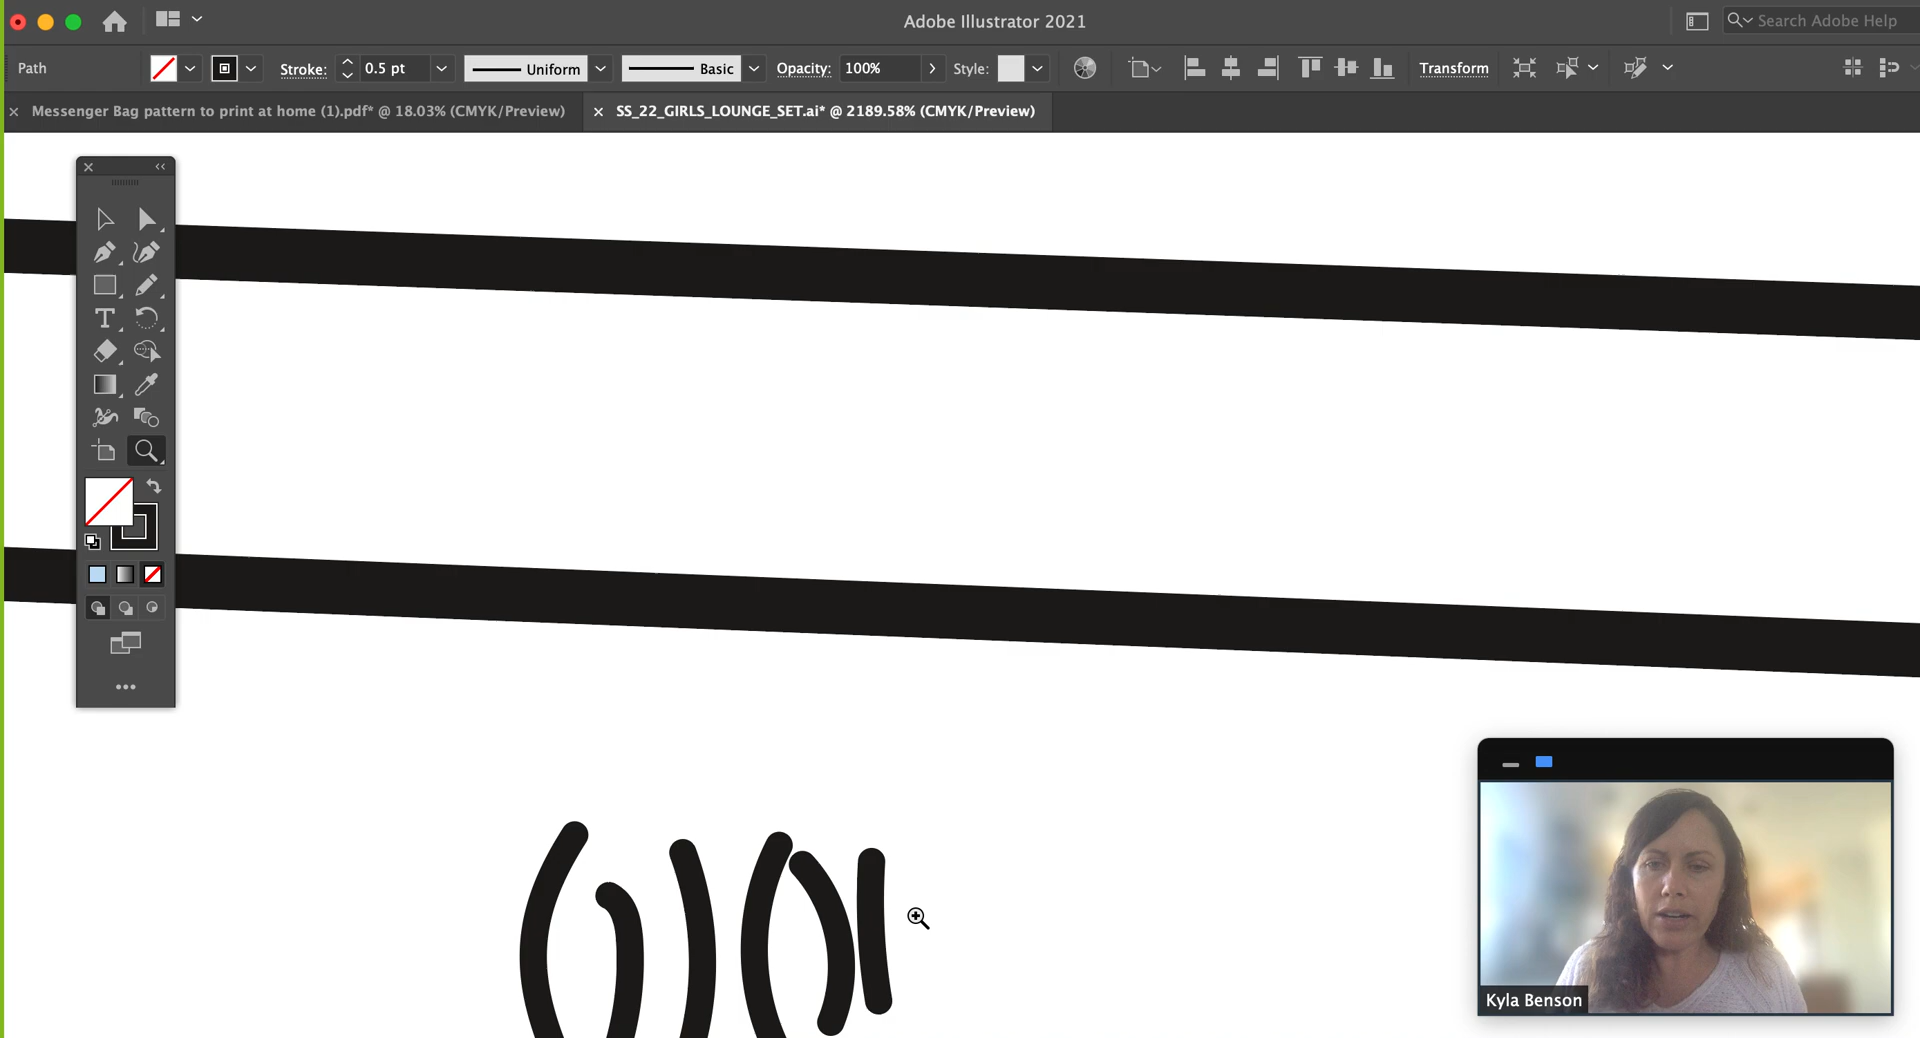 Adobe Illustrator 2021
Search Adobe Help
Path
Stroke:
0.5 pt
Uniform
Basic
Opacity:
100%
Style:
Transform
Messenger Bag pattern to print at home (1).pdf* @ 18.03% (CMYK/Preview)
SS_22_GIRLS_LOUNGE_SET.ai* @ 2189.58% (CMYK/Preview)
Kyla Benson